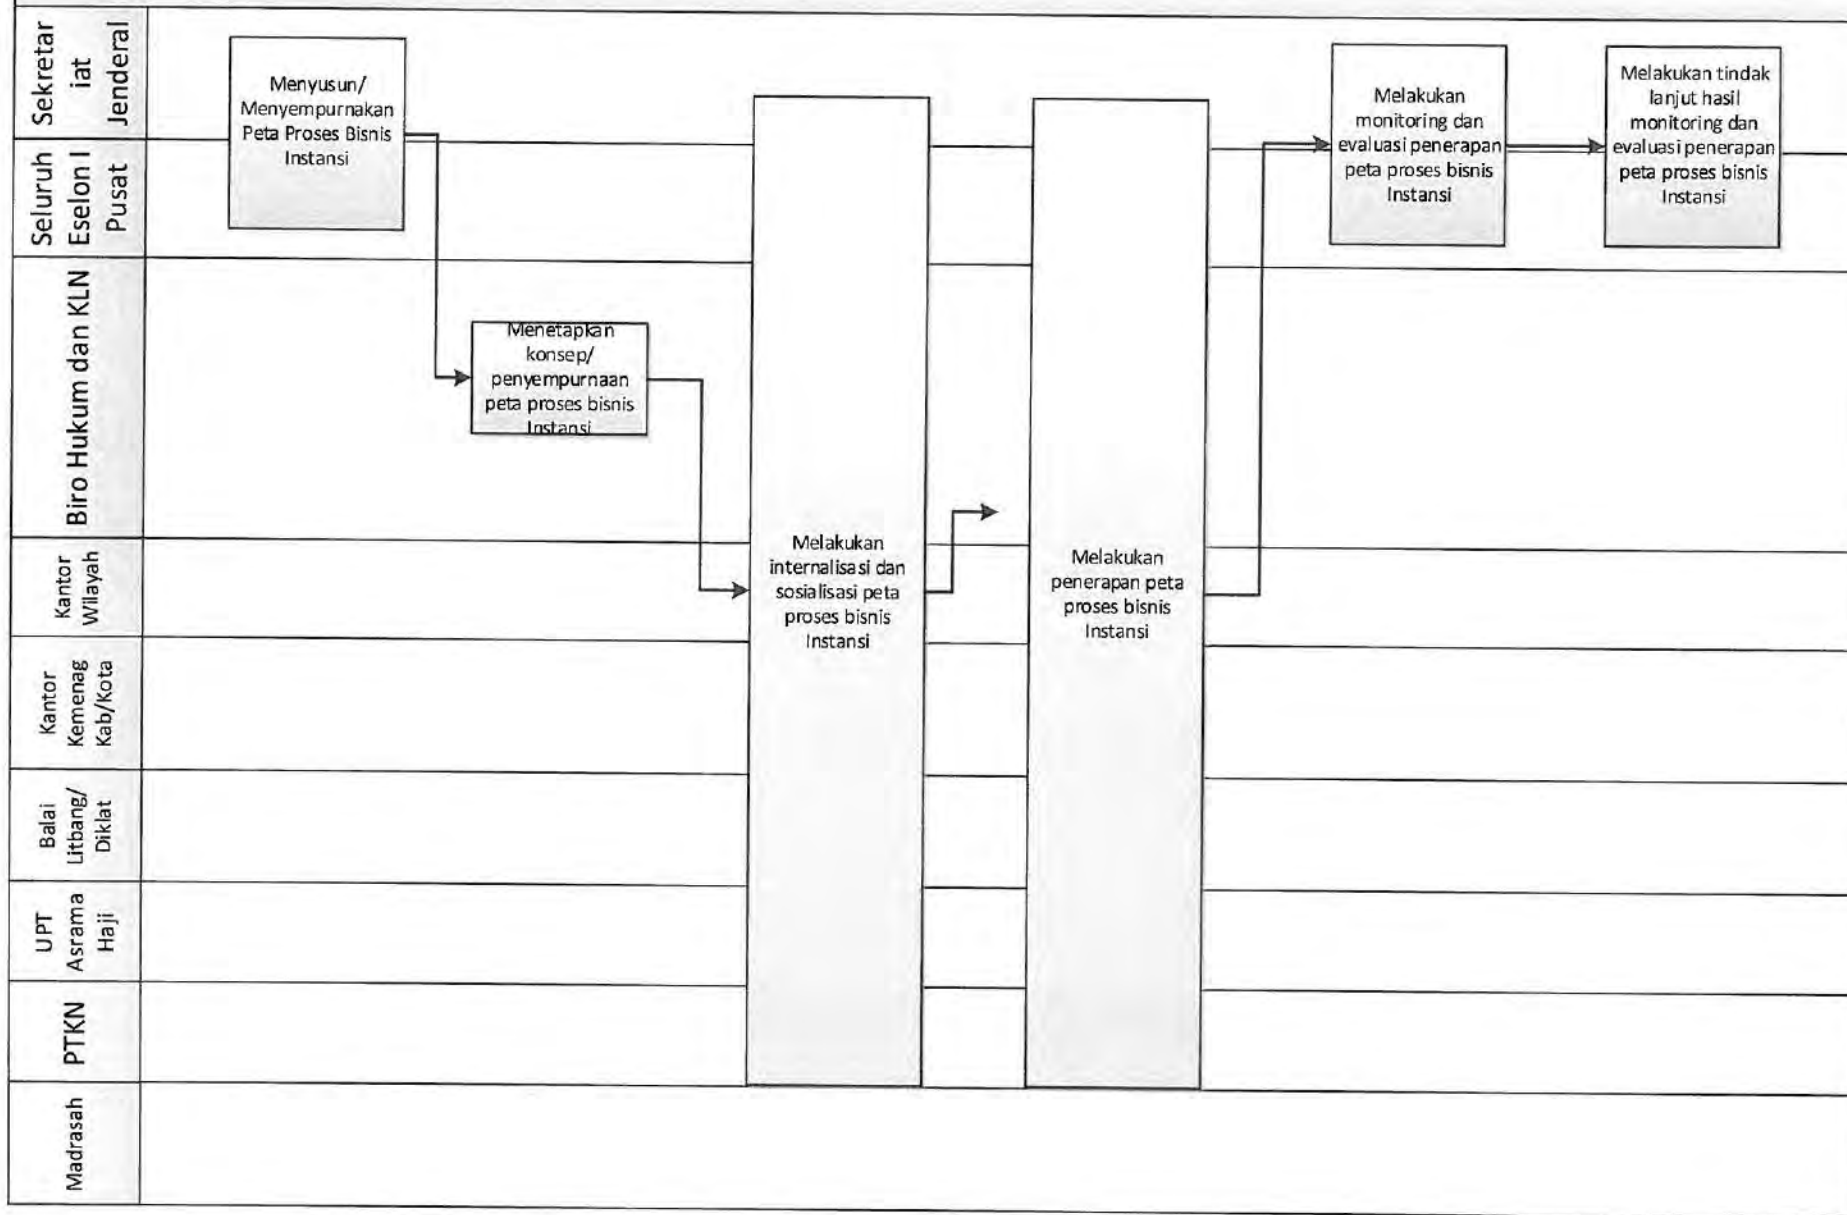 Sekretar
iat
Jenderal
Seluruh
Eselon I
Pusat
Biro Hukum dan KLN
Kantor
Wilayah
Kantor
Kemenag
Kab/Kota
Balai
Litbang/
Diklat
UPT
Asrama
Haji
PTKN
Madrasah
Menyusun/
Menyempurnakan
Peta Proses Bisnis
Instansi
Menetapkan
konsep/
penyempurnaan
peta proses bisnis
Instansi
Melakukan
internalisasi dan
sosialisasi peta
proses bisnis
Instansi
Melakukan
penerapan peta
proses bisnis
Instansi
Melakukan
monitoring dan
evaluasi penerapan
peta proses bisnis
Instansi
Melakukan tindak
lanjut hasil
monitoring dan
evaluasi penerapan
peta proses bisnis
Instansi